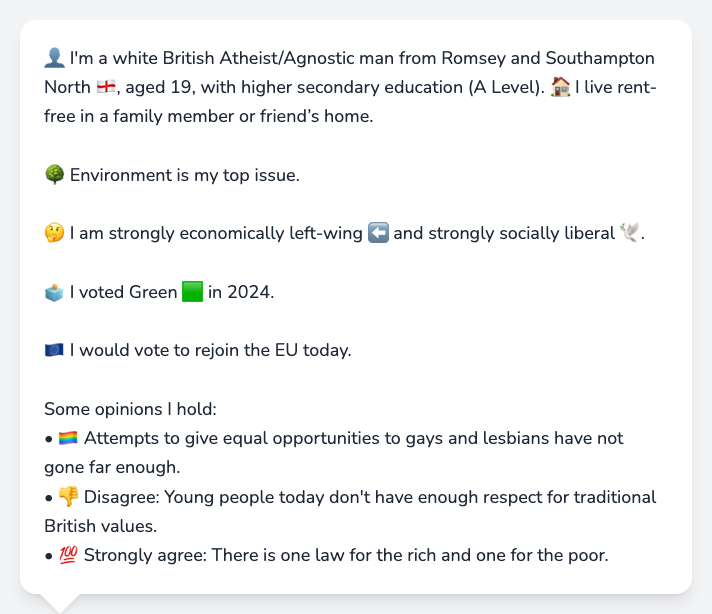 👤 I'm a white British Atheist/Agnostic man from Romsey and Southampton
North 🏴󠁧󠁢󠁥󠁮󠁧󠁿, aged 19, with higher secondary education (A Level). 🏠 I live rent-
free in a family member or friend’s home.
🌳 Environment is my top issue.
🤔 I am strongly economically left-wing ⬅️ and strongly socially liberal 🕊️.
🗳️ I voted Green 🟩 in 2024.
🇪🇺 I would vote to rejoin the EU today.
Some opinions I hold:
• 🏳️‍🌈 Attempts to give equal opportunities to gays and lesbians have not
gone far enough.
• 👎 Disagree: Young people today don't have enough respect for traditional
British values.
• 💯 Strongly agree: There is one law for the rich and one for the poor.